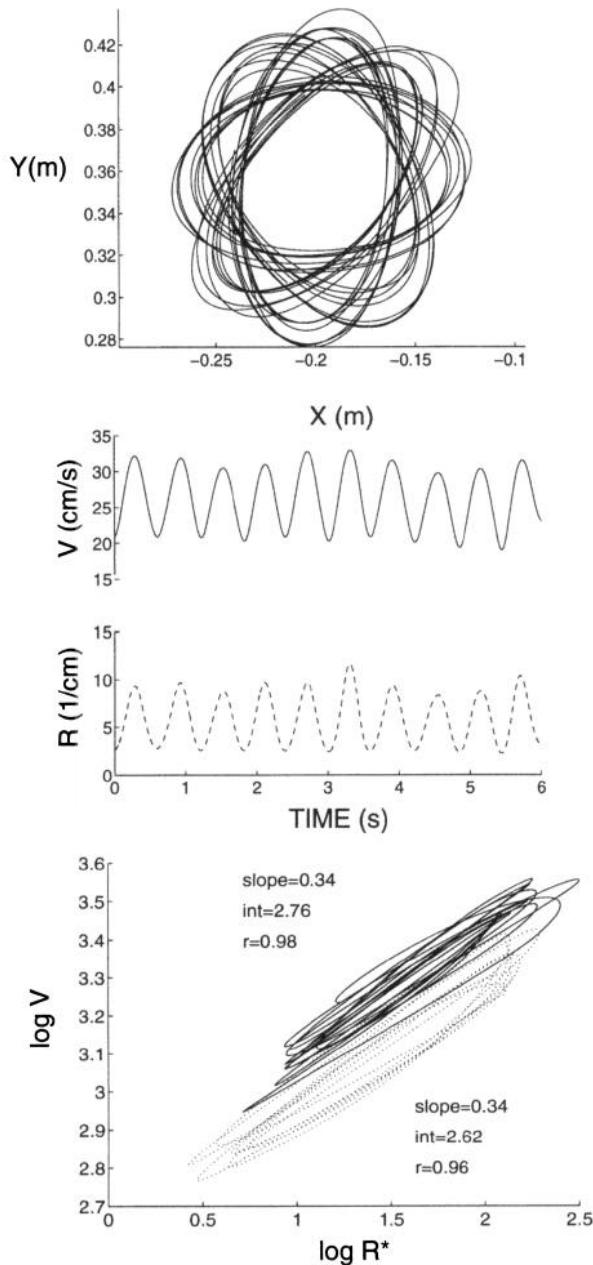 0.42
0.4
0.38
Y(m)
0.36
0.34
0.32
0.3
0.28
−0.25 −0.2 −0.15 −0.1
X (m)
35
30
V (cm/s)
25
20
15
15
10
R (1/cm)
5
0
0 1 2 3 4 5 6
TIME (s)
3.6
slope=0.34
3.5
int=2.76
3.4
r=0.98
3.3
3.2
log V
3.1
3
slope=0.34
2.9
int=2.62
2.8
r=0.96
2.7
0.5 1 1.5 2 2.5
log R*